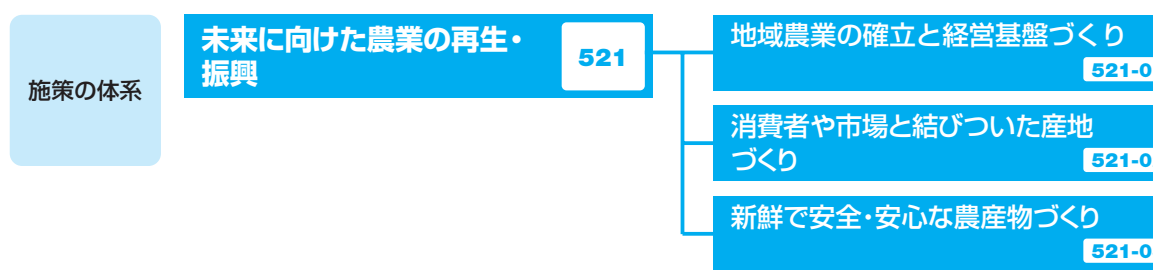 施策の体系
未来に向けた農業の再生・
振興
521
地域農業の確立と経営基盤づくり
521-0
消費者や市場と結びついた産地
づくり
521-0
新鮮で安全・安心な農産物づくり
521-0